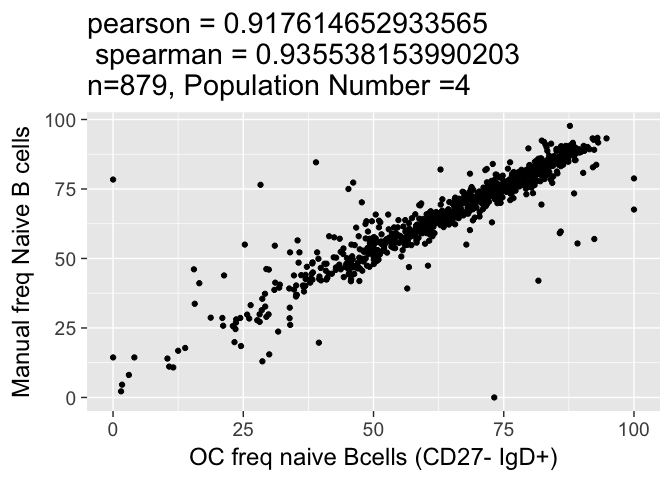 pearson = 0.917614652933565
spearman = 0.935538153990203
n=879, Population Number =4
100
75
50
25
0
Manual freq Naive B cells
0 25 50 75 100
OC freq naive Bcells (CD27- IgD+)